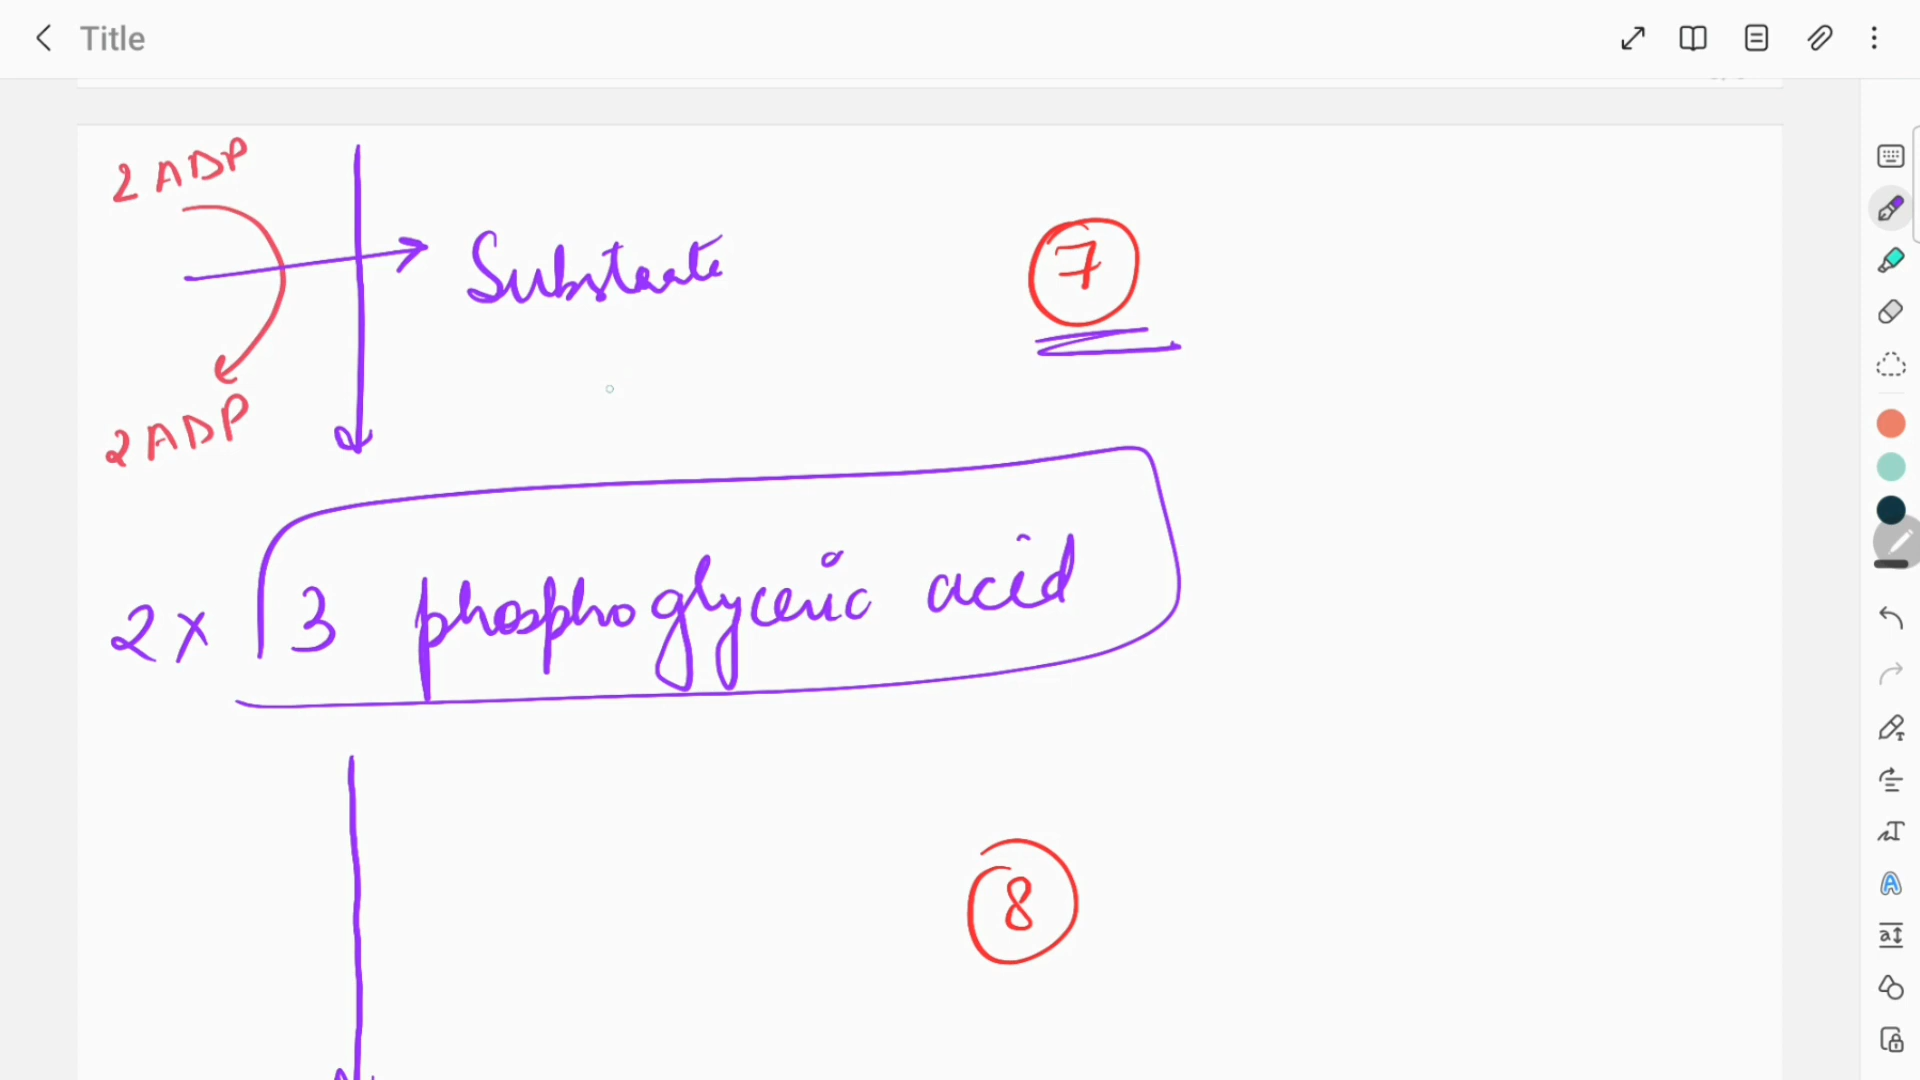 Title
2 ADP
Substrate
7
2 ADP
2 x 3 phosphoglyceric acid
8